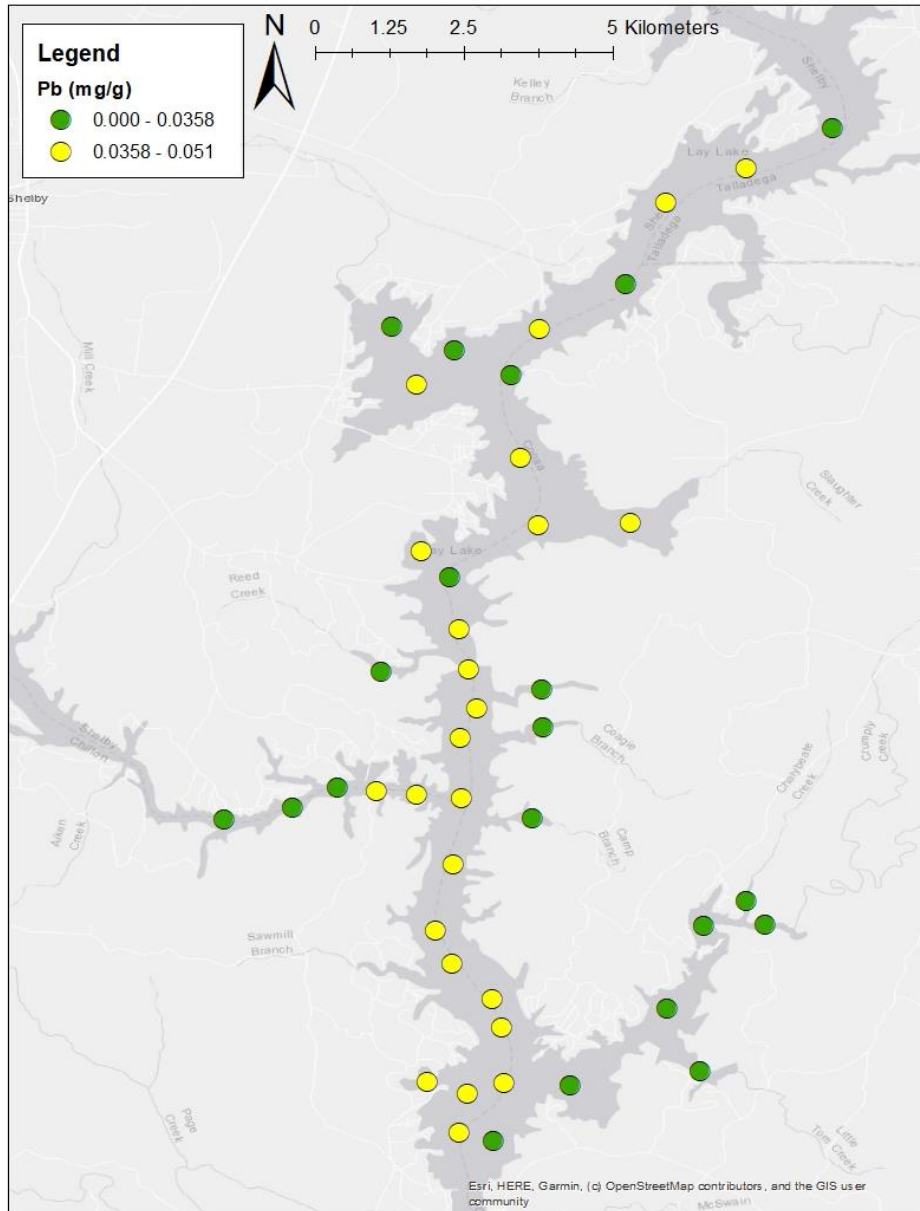 Legend
Pb (mg/g)
0.000 - 0.0358
0.0358 - 0.051
N
0 1.25 2.5 5 Kilometers
Shelby
Kelley
Branch
Shelby
Lay Lake
Talladega
Talladega
Shelby
Mill Creek
Coosa
Slaughter
Creek
Lay Lake
Reed
Creek
Coagie
Branch
Crumply
Creek
Chalybeate
Creek
Shelby
Chilton
Aiken
Creek
Camp
Branch
Sawmill
Branch
Page
Creek
Little
Tom Creek
Esri, HERE, Garmin, (c) OpenStreetMap contributors, and the GIS user
community
McSwain